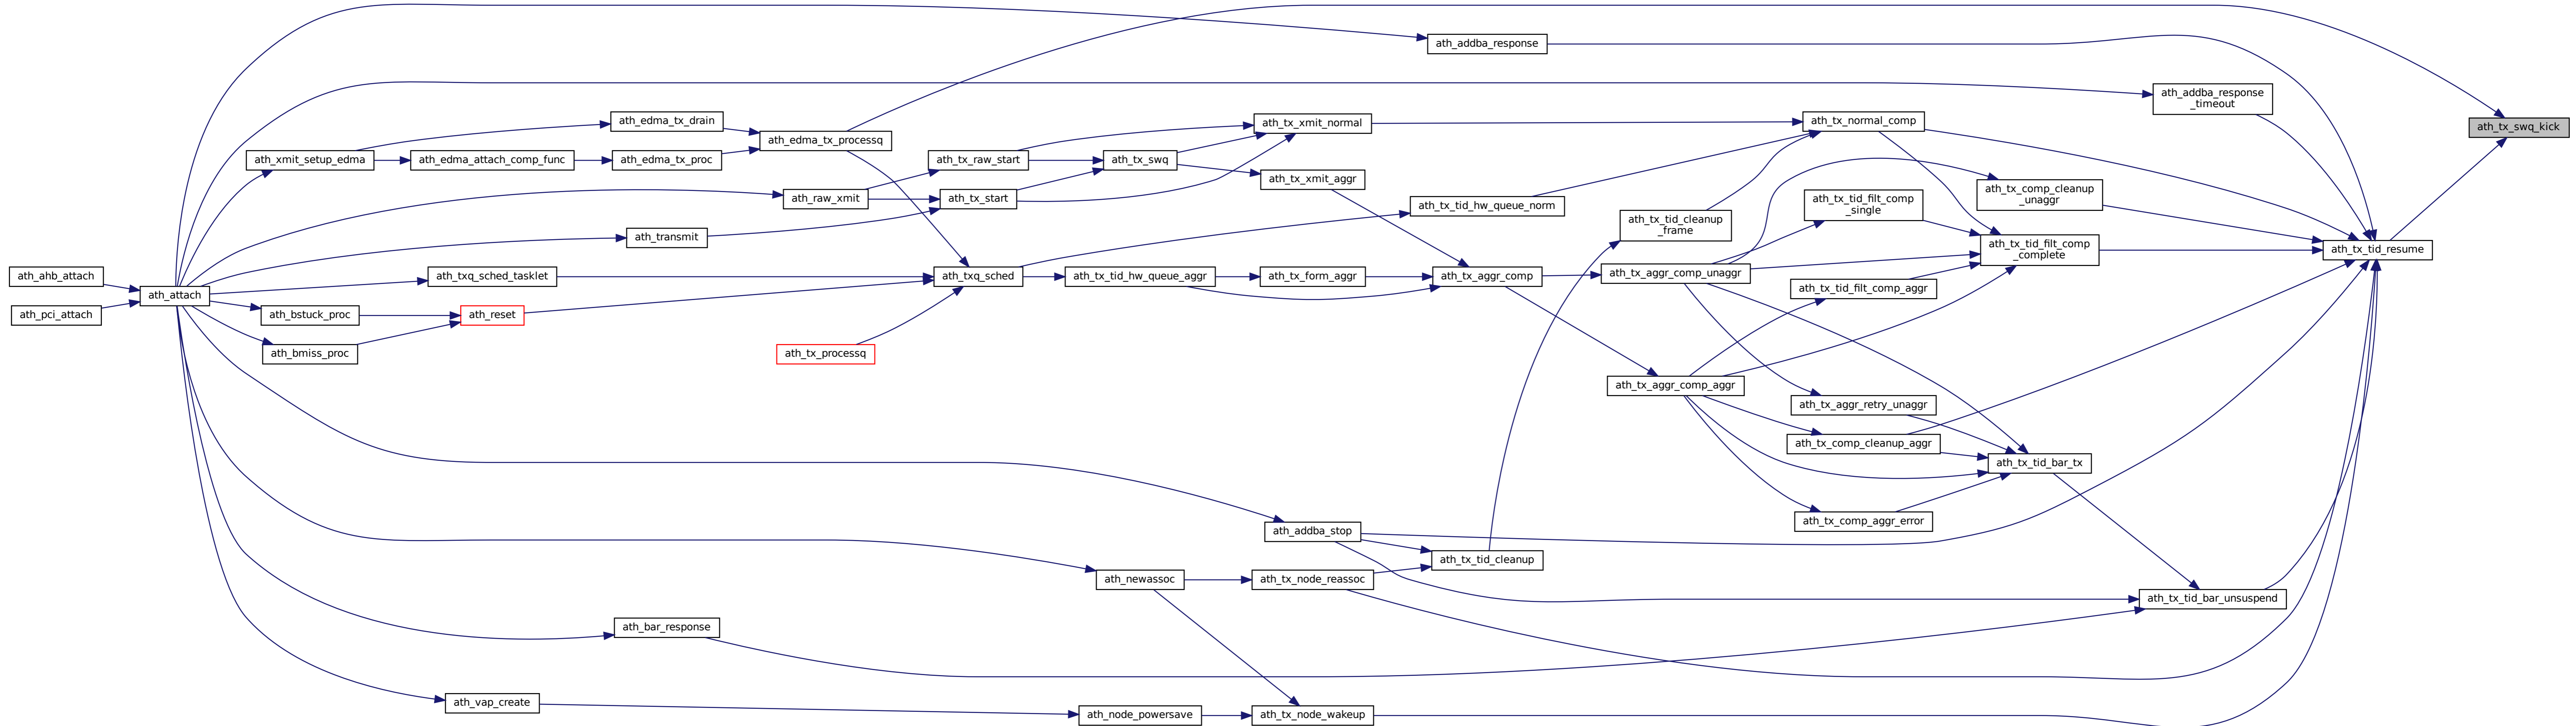 ath_addba_response
ath_addba_response
_timeout
ath_tx_swq_kick
ath_edma_tx_drain
ath_tx_xmit_normal
ath_tx_normal_comp
ath_edma_tx_processq
ath_xmit_setup_edma
ath_edma_attach_comp_func
ath_edma_tx_proc
ath_tx_raw_start
ath_tx_swq
ath_tx_xmit_aggr
ath_tx_comp_cleanup
_unaggr
ath_raw_xmit
ath_tx_start
ath_tx_tid_hw_queue_norm
ath_tx_tid_filt_comp
_single
ath_tx_tid_cleanup
_frame
ath_transmit
ath_tx_tid_filt_comp
_complete
ath_tx_tid_resume
ath_ahb_attach
ath_txq_sched_tasklet
ath_txq_sched
ath_tx_tid_hw_queue_aggr
ath_tx_form_aggr
ath_tx_aggr_comp
ath_tx_aggr_comp_unaggr
ath_attach
ath_tx_tid_filt_comp_aggr
ath_pci_attach
ath_bstuck_proc
ath_reset
ath_bmiss_proc
ath_tx_processq
ath_tx_aggr_comp_aggr
ath_tx_aggr_retry_unaggr
ath_tx_comp_cleanup_aggr
ath_tx_tid_bar_tx
ath_tx_comp_aggr_error
ath_addba_stop
ath_tx_tid_cleanup
ath_newassoc
ath_tx_node_reassoc
ath_tx_tid_bar_unsuspend
ath_bar_response
ath_vap_create
ath_node_powersave
ath_tx_node_wakeup